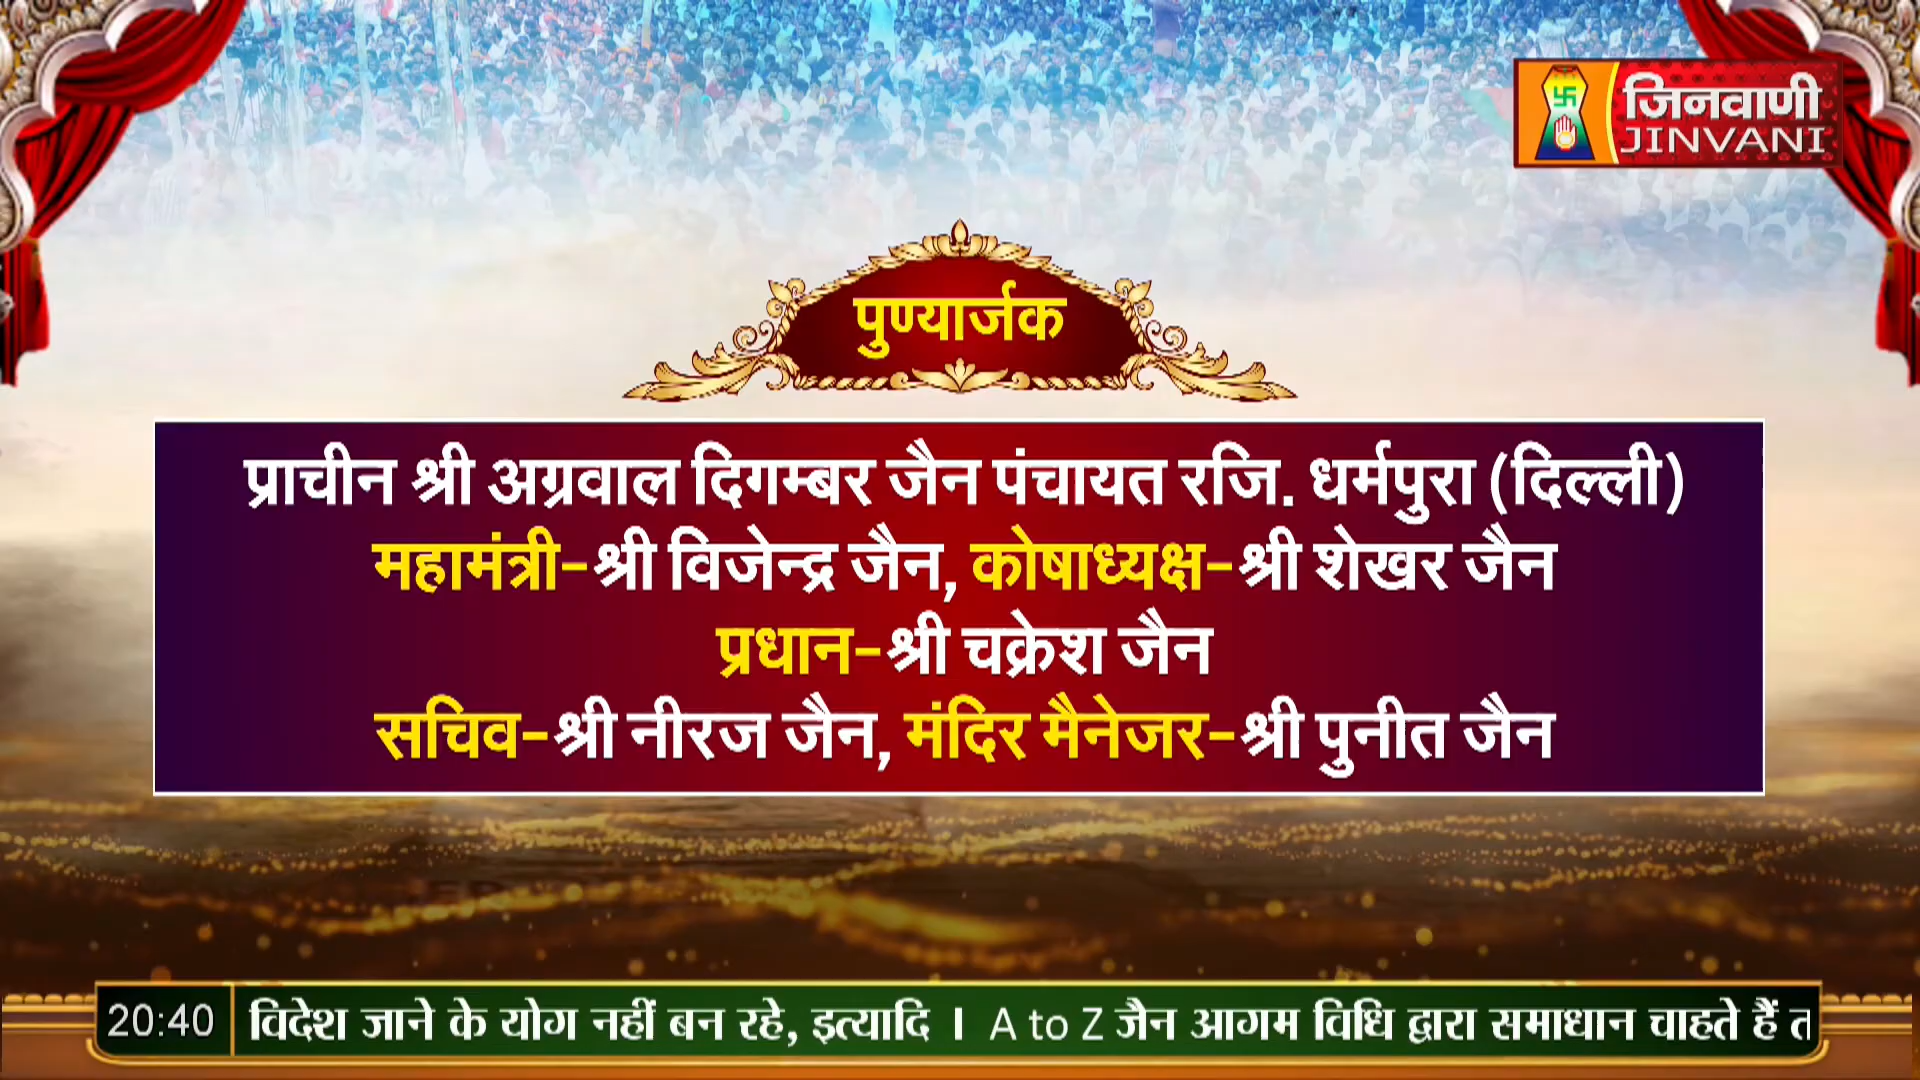 जिनवाणी
JINVANI
पुण्यार्जक
प्राचीन श्री अग्रवाल दिगम्बर जैन पंचायत रजि. धर्मपुरा (दिल्ली)
महामंत्री-श्री विजेन्द्र जैन, कोषाध्यक्ष-श्री शेखर जैन
प्रधान-श्री चक्रेश जैन
सचिव-श्री नीरज जैन, मंदिर मैनेजर-श्री पुनीत जैन
20:40 विदेश जाने के योग नहीं बन रहे, इत्यादि । A to Z जैन आगम विधि द्वारा समाधान चाहते हैं